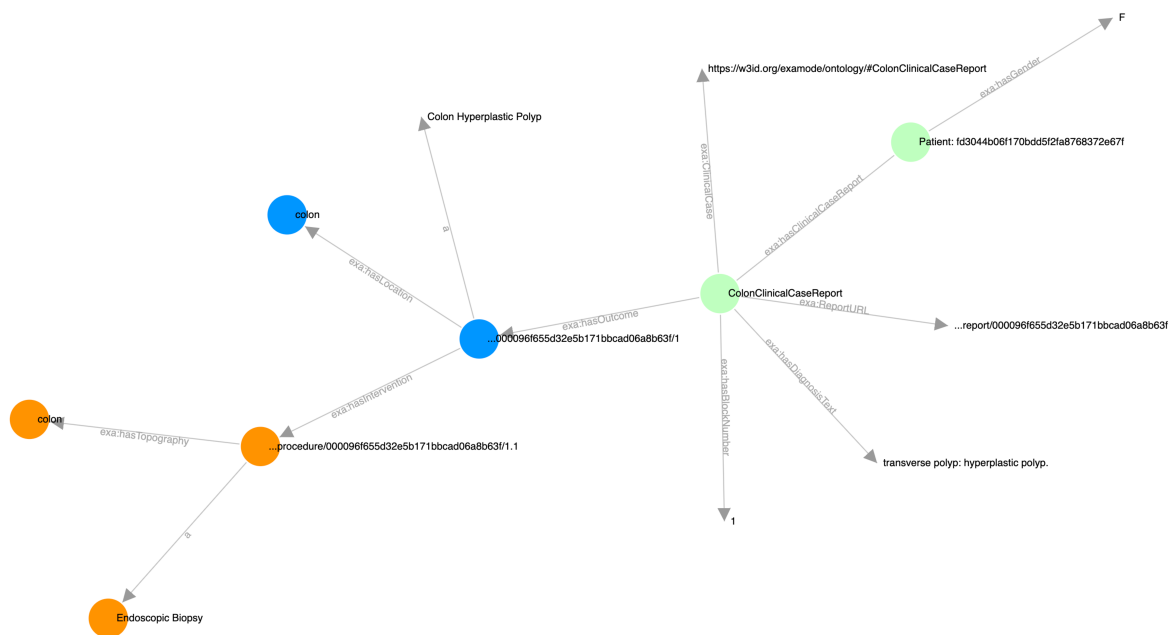 F
https://w3id.org/examode/ontology/#ColonClinicalCaseReport
exa:hasGender
Colon Hyperplastic Polyp
Patient: fd3044b06f170bdd5f2fa8768372e67f
exa:ClinicalCase
exa:hasClinicalCaseReport
colon
a
exa:hasLocation
ColonClinicalCaseReport
exa:ReportURL
exa:hasOutcome
...report/000096f655d32e5b171bbcad06a8b63f
...000096f655d32e5b171bbcad06a8b63f/1
exa:hasDiagnosisText
exa:hasIntervention
exa:hasBlockNumber
colon
exa:hasTopography
...procedure/000096f655d32e5b171bbcad06a8b63f/1.1
transverse polyp: hyperplastic polyp.
1
a
Endoscopic Biopsy